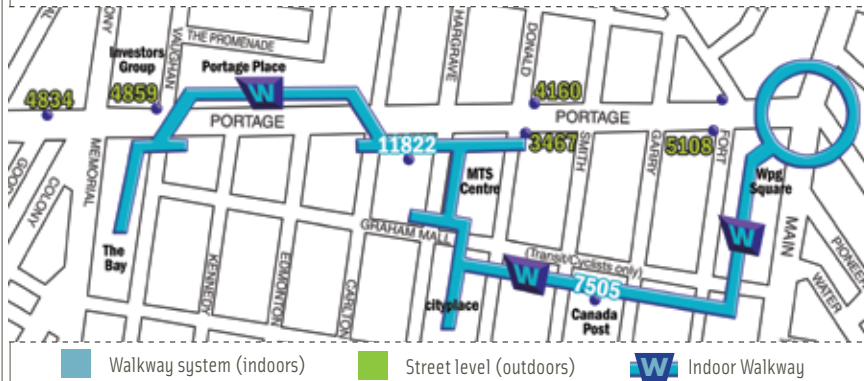 ONY
VAUGHAN
THE PROMENADE
HARGRAVE
DONALD
Investors
Group
Portage Place
W
4834
4859
4160
PORTAGE
PORTAGE
11822
3467
5108
MEMORIAL
SMITH
GARRY
FORT
MTS
Centre
Wpg
Square
COLONY
GRAHAM MALL
W
MAIN
The
Bay
KENNEDY
EDMONTON
CARLTON
(Transit/Cyclists only)
W
7505
cityplace
Canada
Post
PIONEE
WATER
Walkway system (indoors)
Street level (outdoors)
W Indoor Walkway